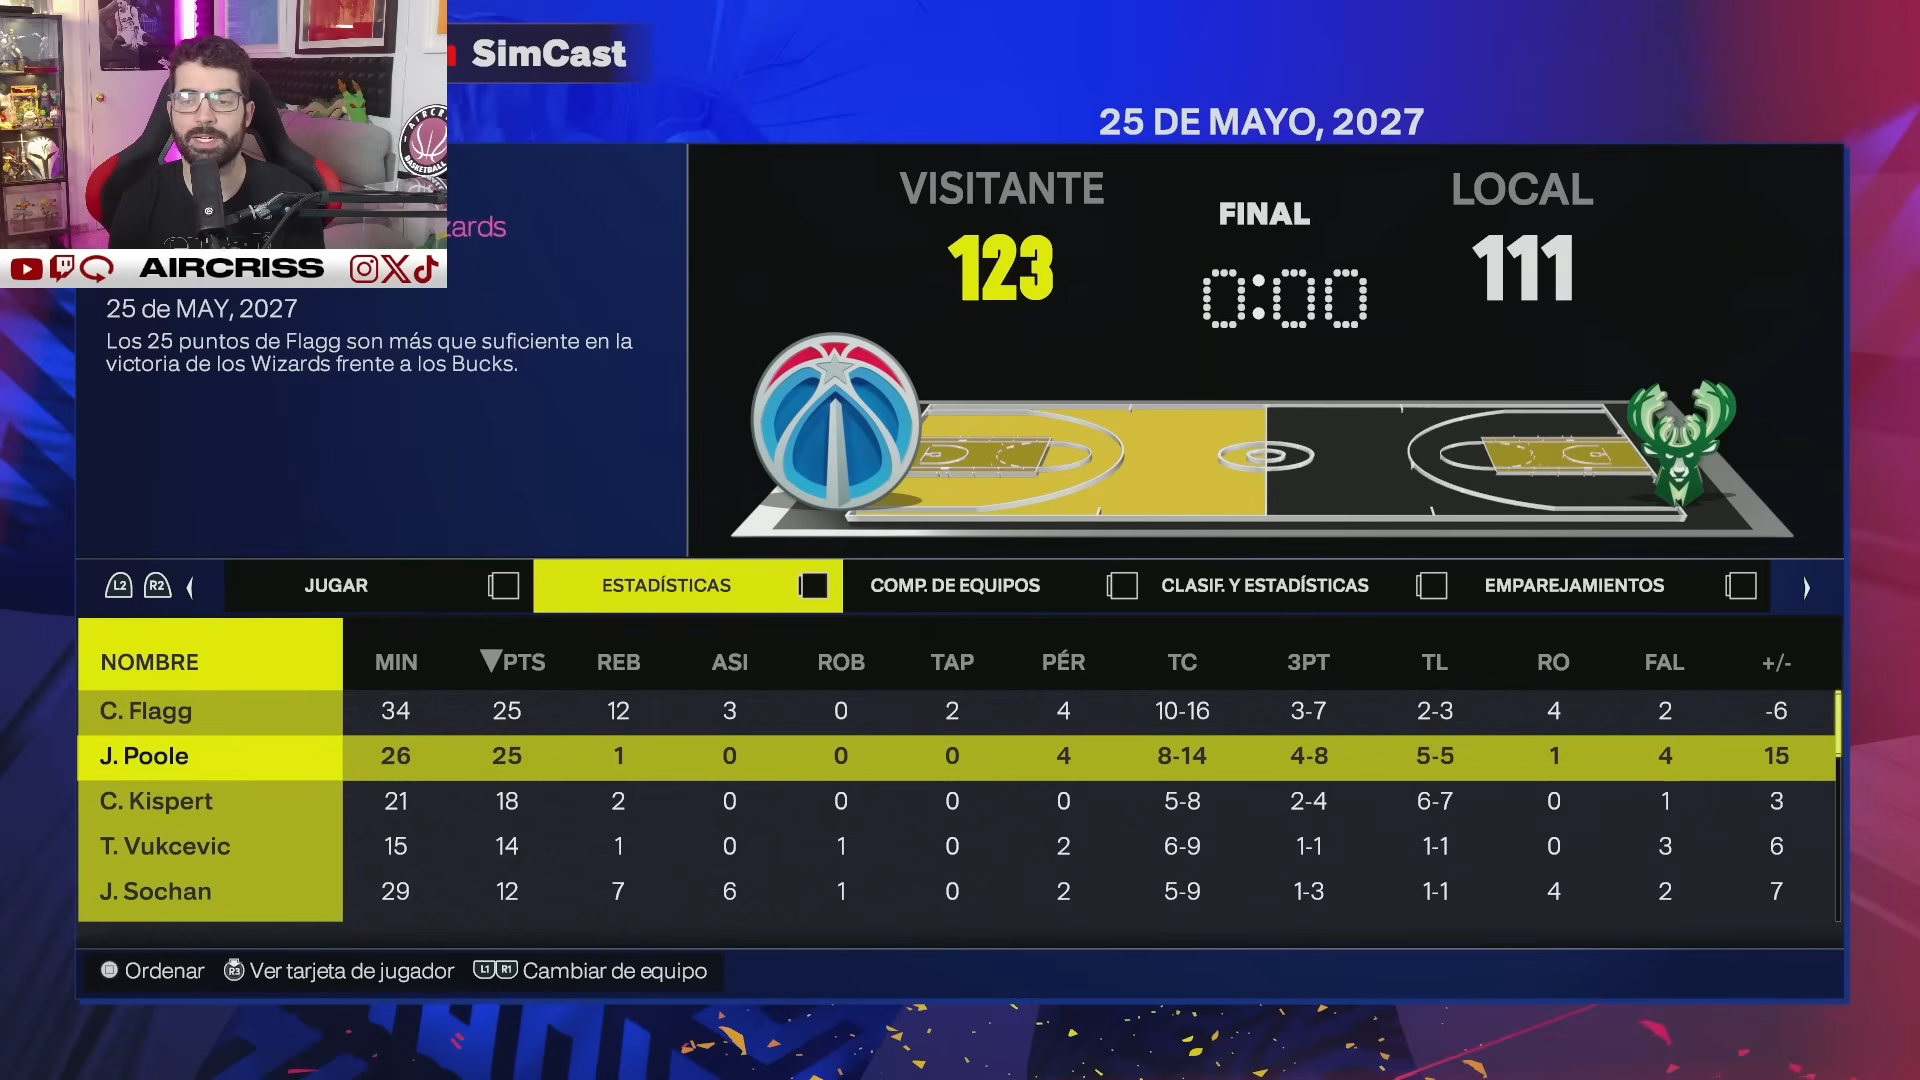 SimCast
25 DE MAYO, 2027
VISITANTE
FINAL
LOCAL
123
0:00
111
AIRCRISS
25 de MAY, 2027
Los 25 puntos de Flagg son más que suficiente en la
victoria de los Wizards frente a los Bucks.
L2 R2 JUGAR ESTADÍSTICAS COMP. DE EQUIPOS CLASIF. Y ESTADÍSTICAS EMPAREJAMIENTOS
NOMBRE MIN ▼PTS REB ASI ROB TAP PÉR TC 3PT TL RO FAL +/-
C. Flagg 34 25 12 3 0 2 4 10-16 3-7 2-3 4 2 -6
J. Poole 26 25 1 0 0 0 4 8-14 4-8 5-5 1 4 15
C. Kispert 21 18 2 0 0 0 0 5-8 2-4 6-7 0 1 3
T. Vukcevic 15 14 1 0 1 0 2 6-9 1-1 1-1 0 3 6
J. Sochan 29 12 7 6 1 0 2 5-9 1-3 1-1 4 2 7
Ordenar R3 Ver tarjeta de jugador L1 R1 Cambiar de equipo